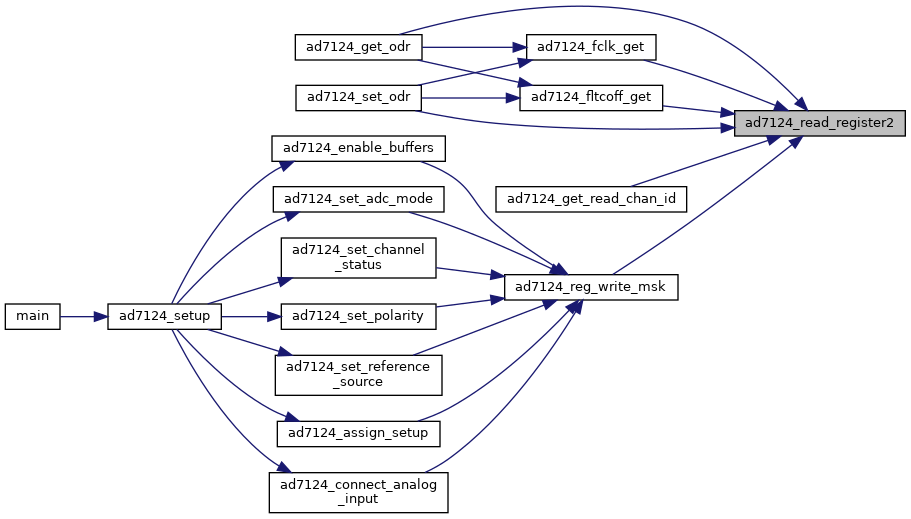 ad7124_get_odr
ad7124_fclk_get
ad7124_set_odr
ad7124_fltcoff_get
ad7124_read_register2
ad7124_enable_buffers
ad7124_set_adc_mode
ad7124_get_read_chan_id
ad7124_set_channel
_status
ad7124_reg_write_msk
main
ad7124_setup
ad7124_set_polarity
ad7124_set_reference
_source
ad7124_assign_setup
ad7124_connect_analog
_input